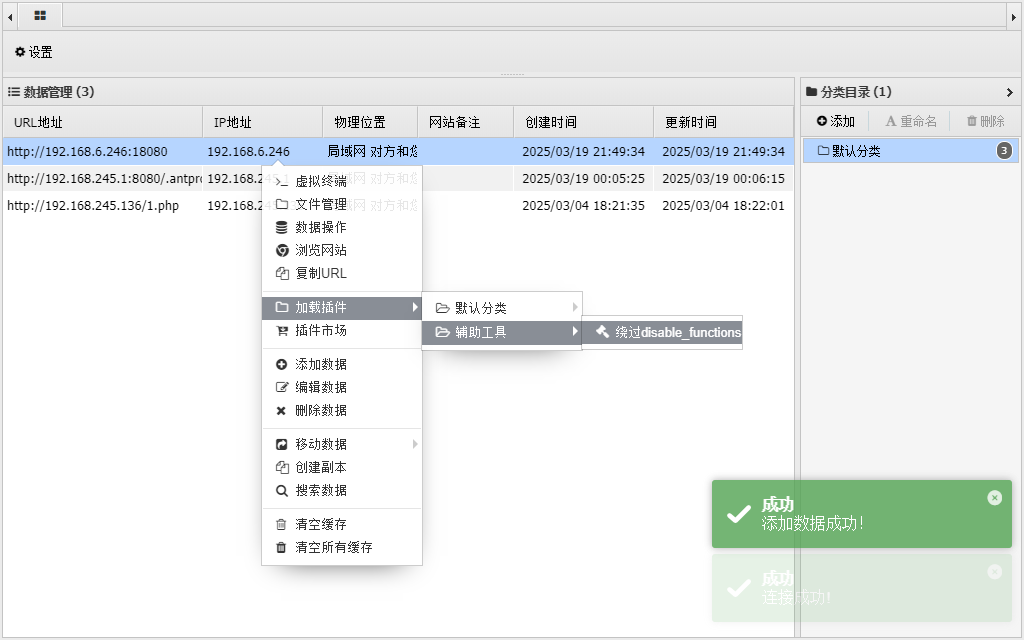 设置
数据管理 (3)
URL地址 IP地址 物理位置 网站备注 创建时间 更新时间
http://192.168.6.246:18080 192.168.6.246 局域网 对方和您 2025/03/19 21:49:34 2025/03/19 21:49:34
http://192.168.245.1:8080/.antpro 192.168.245.1 局域网 对方和您 2025/03/19 00:05:25 2025/03/19 00:06:15
http://192.168.245.136/1.php 192.168.24 局域网 对方和您 2025/03/04 18:21:35 2025/03/04 18:22:01
虚拟终端
文件管理
数据操作
浏览网站
复制URL
加载插件
插件市场
添加数据
编辑数据
删除数据
移动数据
创建副本
搜索数据
清空缓存
清空所有缓存
默认分类
辅助工具
绕过disable_functions
分类目录 (1)
添加 重命名 删除
默认分类 3
成功
添加数据成功!
成功
连接成功!